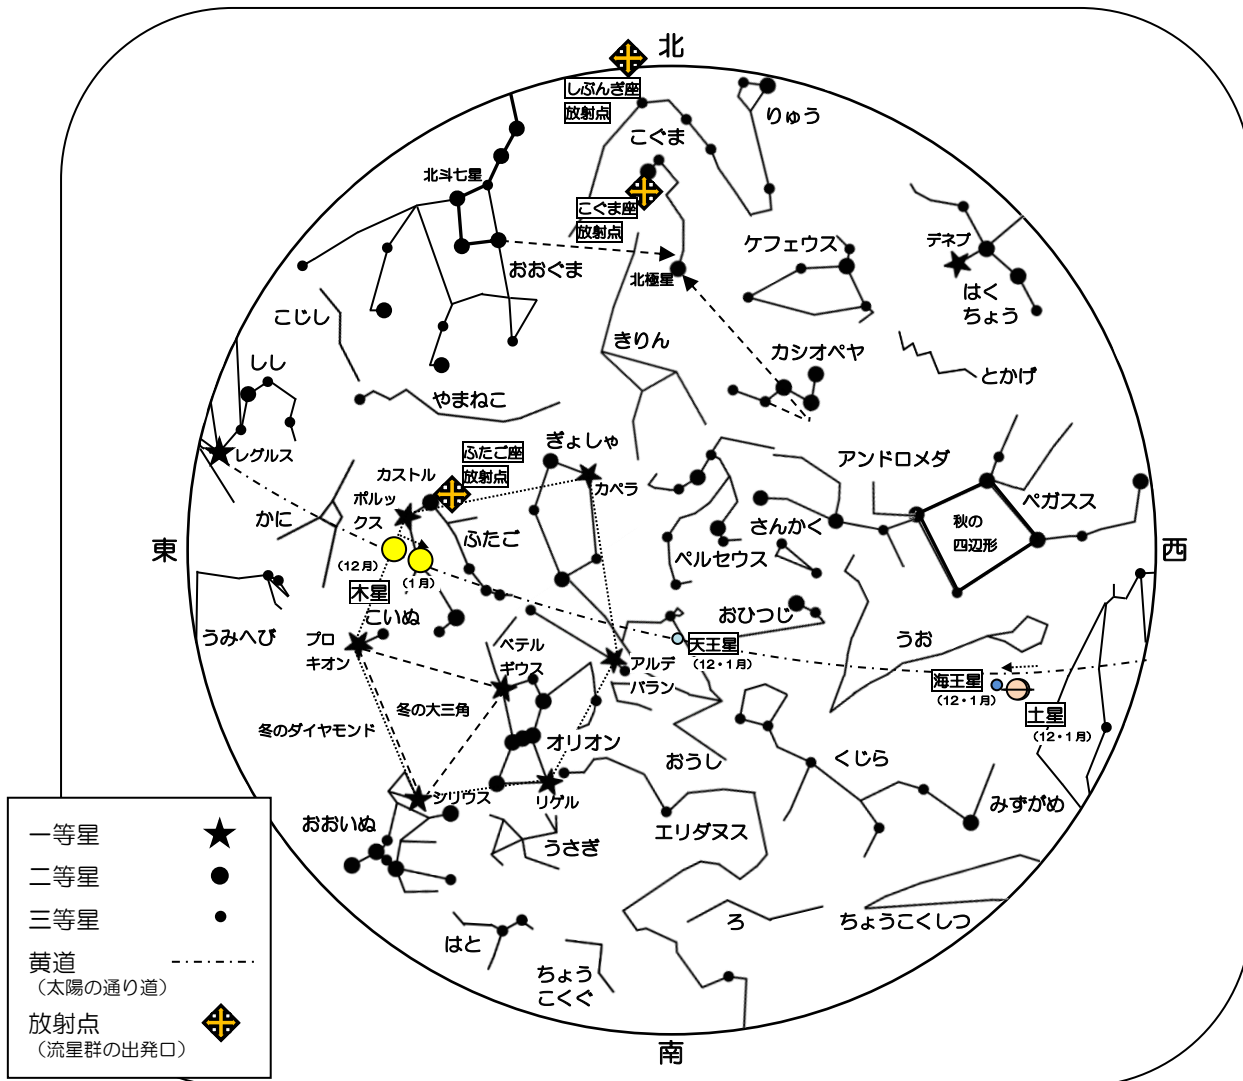 北
しぶんぎ座
放射点
りゅう
こぐま
北斗七星
こぐま座
放射点
ケフェウス
デネブ
おおぐま
北極星
はく
ちょう
こじし
きりん
カシオペヤ
とかげ
しし
やまねこ
レグルス
ふたご座
放射点
ぎょしゃ
アンドロメダ
カストル
カペラ
ポルッ
クス
ペガスス
かに
ふたご
さんかく
秋の
四辺形
東
ペルセウス
西
(12月)
(1月)
木星
こいぬ
おひつじ
うみへび
プロ
キオン
ベテル
ギウス
天王星
(12・1月)
うお
アルデ
バラン
海王星
(12・1月)
土星
(12・1月)
冬の大三角
冬のダイヤモンド
オリオン
おうし
くじら
シリウス
リゲル
みずがめ
おおいぬ
うさぎ
エリダヌス
ろ
ちょうこくしつ
はと
ちょう
こくぐ
南
一等星
二等星
三等星
黄道
(太陽の通り道)
放射点
(流星群の出発口)